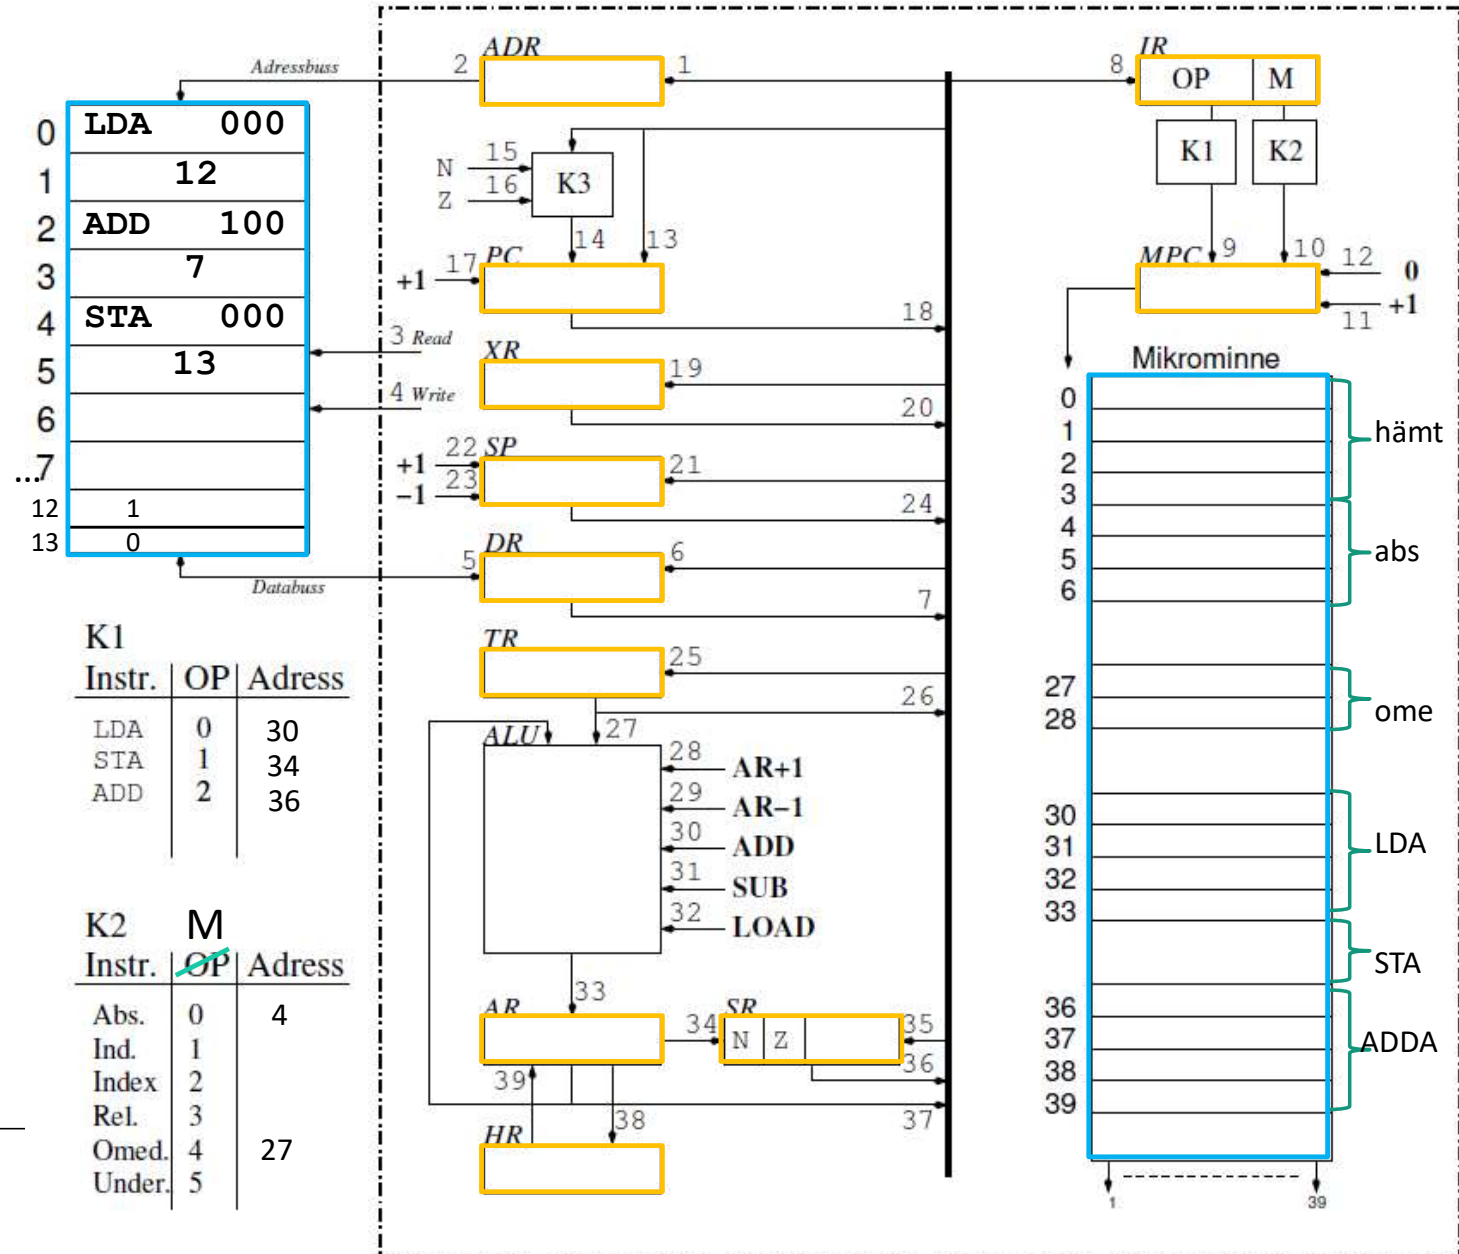 ADR
IR
Adressbuss 2 1 8 OP M
0 LDA 000
K1 K2
N 15
Z 16
K3
1 12
2 ADD 100
14 13
PC
+1 17
MPC 9 10 12 0
11 +1
3 7
4 STA 000
18
3 Read
XR
19
Mikrominne
5 13
4 Write
20
0
6
1
hämt
+1 22 SP
-1 23
21
2
...7
3
12 1
24
4
13 0
DR
5 6
5
abs
Databuss
7
6
K1
TR
25
Instr. OP Adress
26
27
LDA 0 30
ALU 27
28
ome
STA 1 34
28 AR+1
ADD 2 36
29 AR−1
30
30 ADD
31
LDA
31 SUB
32
K2 M
32 LOAD
33
Instr. OP Adress
STA
33
Abs. 0 4
AR 34 SR 35
36
Ind. 1
N Z
37
ADDA
Index 2
39 36
38
Rel. 3
38 37
39
Omed. 4 27
HR
Under. 5
1 39